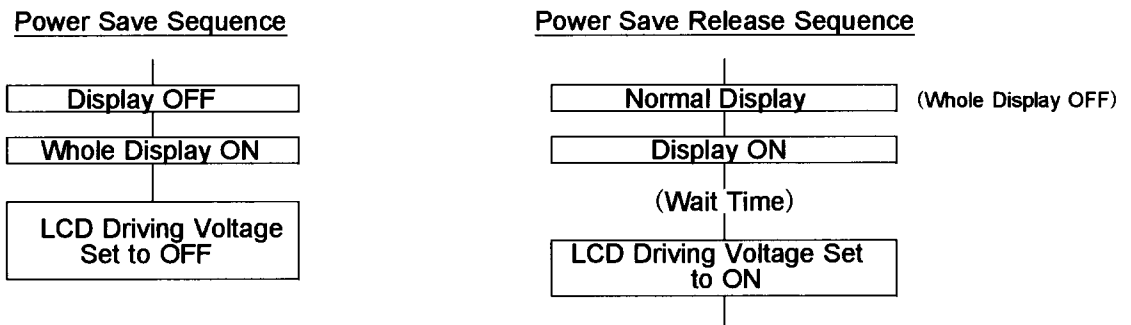 Power Save Sequence
Display OFF
Whole Display ON
LCD Driving Voltage
Set to OFF
Power Save Release Sequence
Normal Display
(Whole Display OFF)
Display ON
(Wait Time)
LCD Driving Voltage Set
to ON